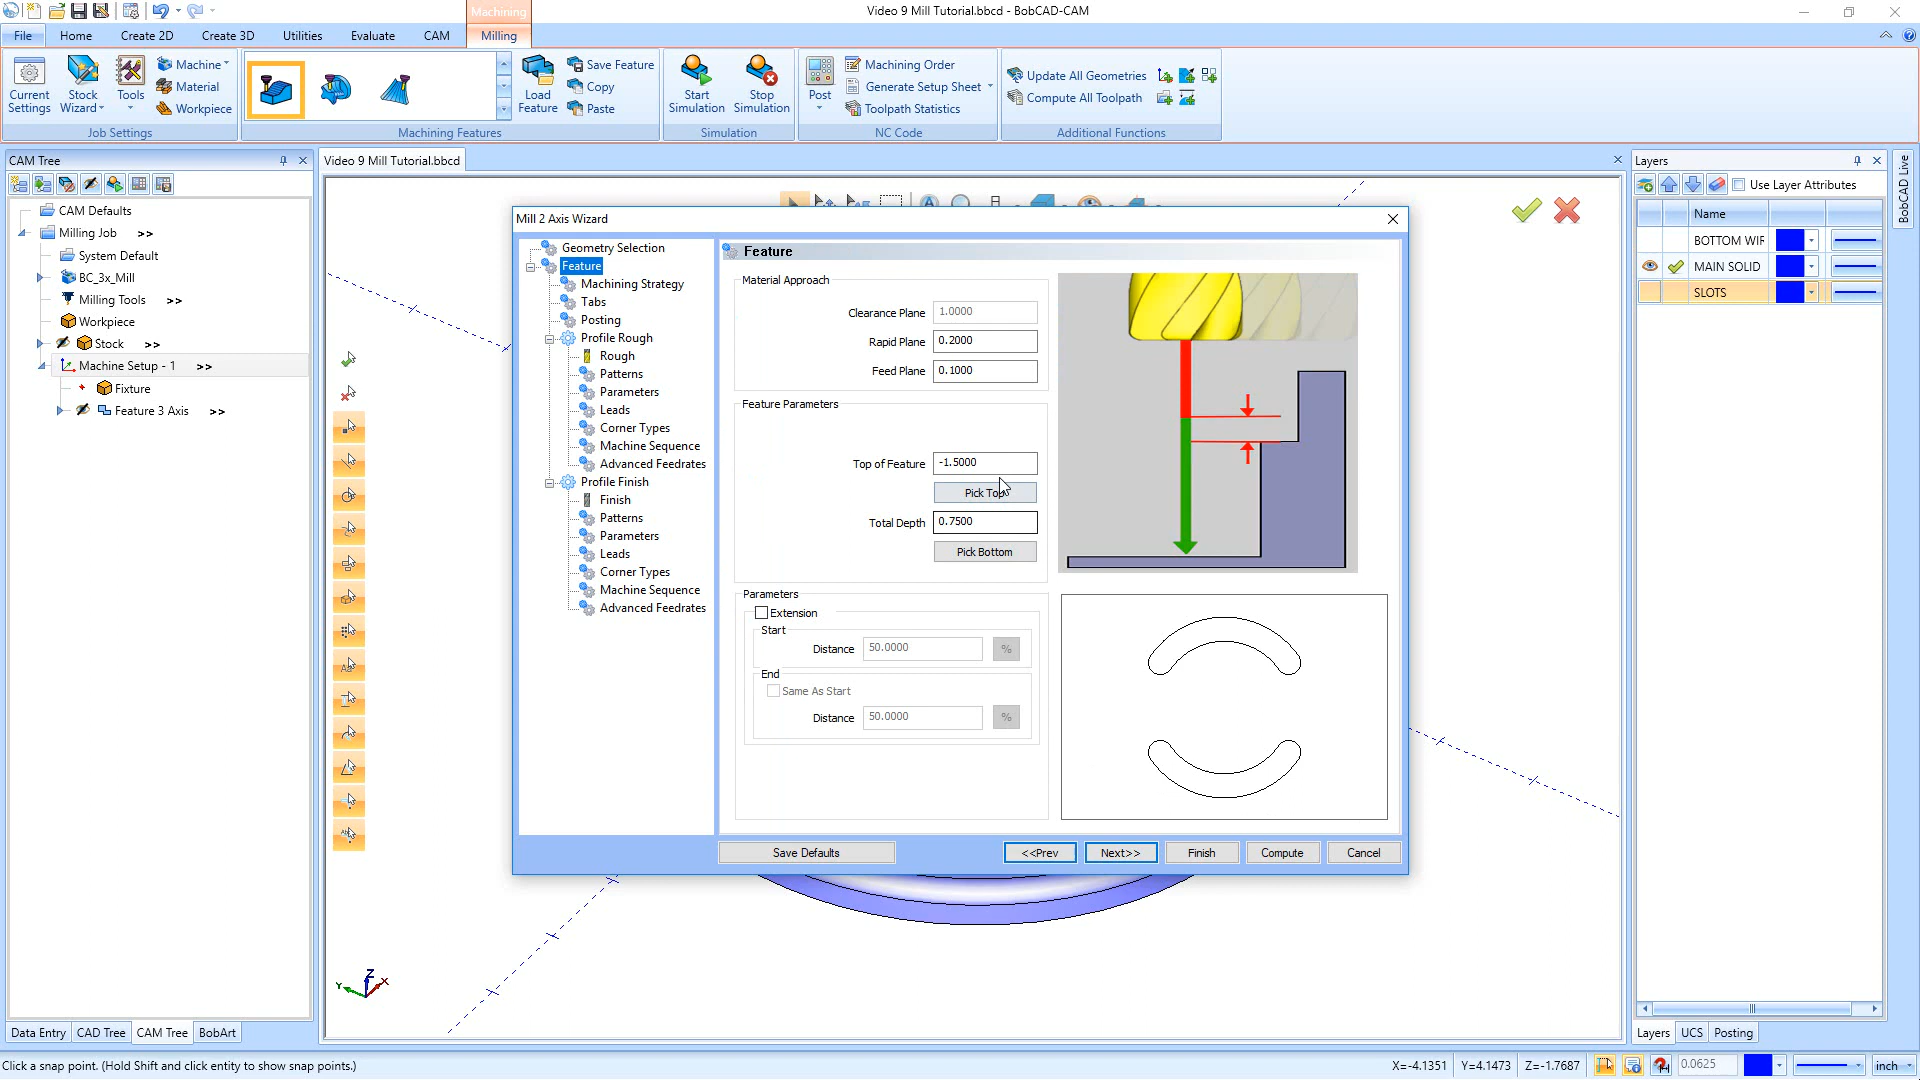 Video 9 Mill Tutorial.bbcd - BobCAD-CAM
Machining
File Home Create 2D Create 3D Utilities Evaluate CAM Milling
Current Settings
Stock Wizard
Tools
Machine
Material
Workpiece
Job Settings
Load Feature
Save Feature
Copy
Paste
Machining Features
Start Simulation
Stop Simulation
Simulation
Post
Machining Order
Generate Setup Sheet
Toolpath Statistics
NC Code
Update All Geometries
Compute All Toolpath
Additional Functions
CAM Tree
CAM Defaults
Milling Job >>
System Default
BC_3x_Mill
Milling Tools >>
Workpiece
Stock >>
Machine Setup - 1 >>
Fixture
Feature 3 Axis >>
Data Entry CAD Tree CAM Tree BobArt
Video 9 Mill Tutorial.bbcd
Mill 2 Axis Wizard
Geometry Selection
Feature
Machining Strategy
Tabs
Posting
Profile Rough
Rough
Patterns
Parameters
Leads
Corner Types
Machine Sequence
Advanced Feedrates
Profile Finish
Finish
Patterns
Parameters
Leads
Corner Types
Machine Sequence
Advanced Feedrates
Feature
Material Approach
Clearance Plane 1.0000
Rapid Plane 0.2000
Feed Plane 0.1000
Feature Parameters
Top of Feature -1.5000
Pick Top
Total Depth 0.7500
Pick Bottom
Parameters
Extension
Start
Distance 50.0000 %
End
Same As Start
Distance 50.0000 %
Save Defaults <<Prev Next>> Finish Compute Cancel
Z
Y X
Layers
Use Layer Attributes
Name
BOTTOM WIF
MAIN SOLID
SLOTS
Layers UCS Posting
BobCAD Live
Click a snap point. (Hold Shift and click entity to show snap points.)
X=-4.1351 Y=4.1473 Z=-1.7687 0.0625 inch